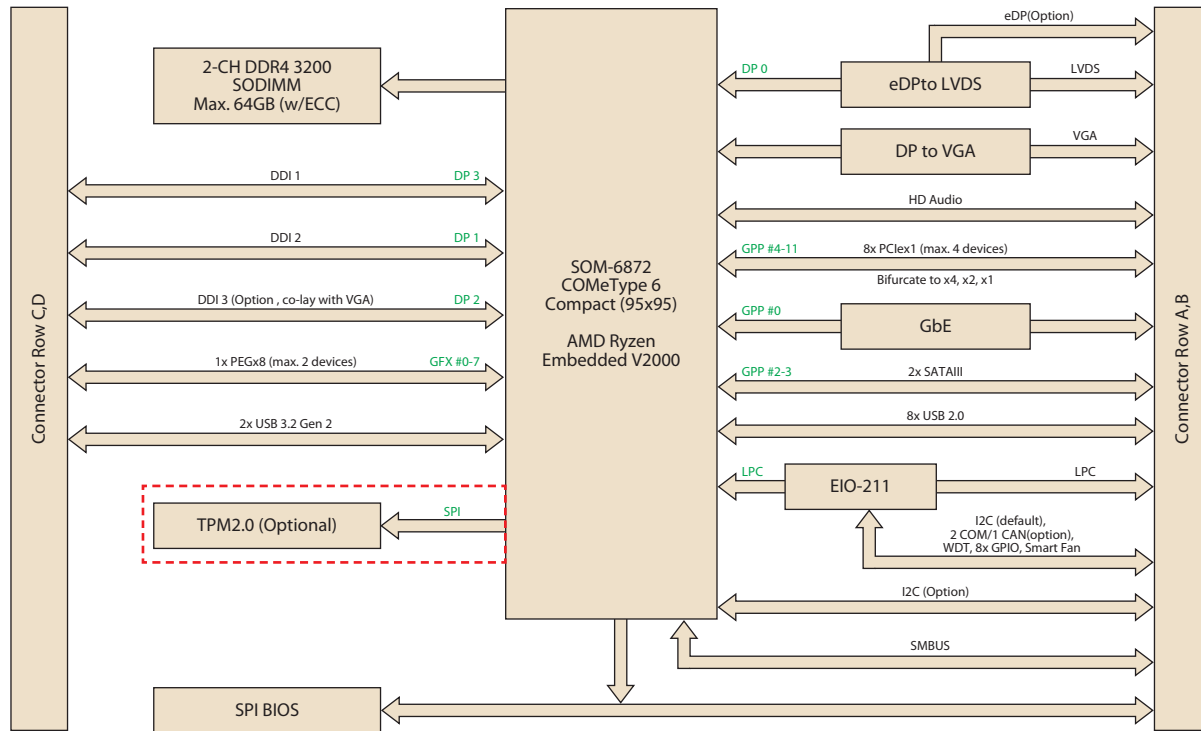 Connector Row C,D
2-CH DDR4 3200
SODIMM
Max. 64GB (w/ECC)
DDI 1
DP 3
DDI 2
DP 1
DDI 3 (Option , co-lay with VGA)
DP 2
1x PEGx8 (max. 2 devices)
GFX #0-7
2x USB 3.2 Gen 2
TPM2.0 (Optional)
SPI
SPI BIOS
SOM-6872
COMeType 6
Compact (95x95)
AMD Ryzen
Embedded V2000
eDP(Option)
DP 0
eDPto LVDS
LVDS
DP to VGA
VGA
HD Audio
GPP #4-11
8x PCIex1 (max. 4 devices)
Bifurcate to x4, x2, x1
GPP #0
GbE
GPP #2-3
2x SATAIII
8x USB 2.0
LPC
EIO-211
LPC
I2C (default),
2 COM/1 CAN(option),
WDT, 8x GPIO, Smart Fan
I2C (Option)
SMBUS
Connector Row A,B